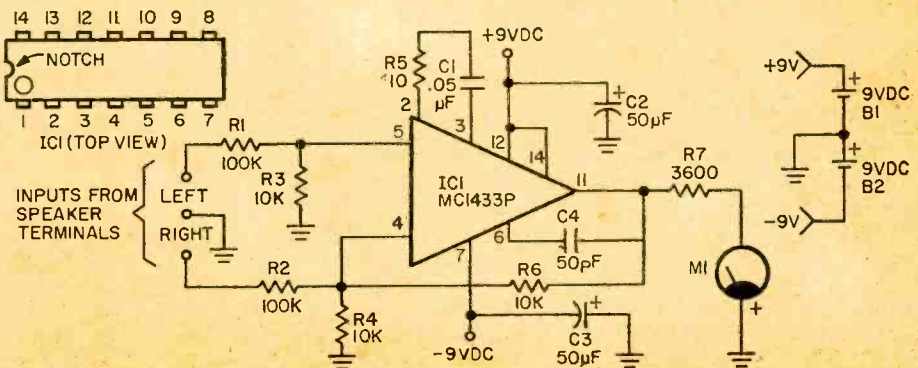 14 13 12 11 10 9 8
NOTCH
1 2 3 4 5 6 7
IC1 (TOP VIEW)
INPUTS FROM
SPEAKER
TERMINALS
LEFT
RIGHT
R1
100K
R3
10K
R2
100K
R4
10K
R5
10
C1
.05
µF
2
3
5
4
IC1
MC1433P
12
14
11
6
7
+9VDC
C2
50µF
+
C4
50pF
R6
10K
-9VDC
C3
50µF
+
R7
3600
M1
+
+9V
+
9VDC
B1
+
9VDC
B2
-9V